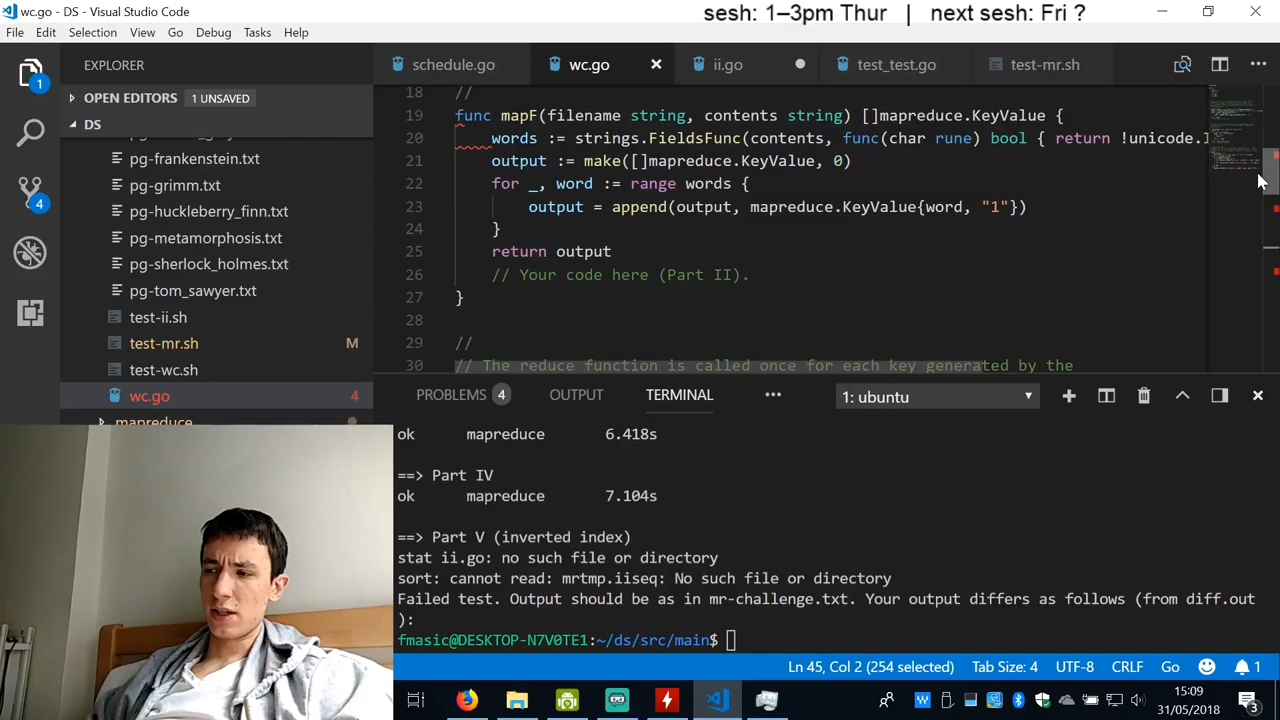 wc.go - DS - Visual Studio Code
sesh: 1–3pm Thur | next sesh: Fri ?
File Edit Selection View Go Debug Tasks Help
EXPLORER
schedule.go
wc.go
ii.go
test_test.go
test-mr.sh
1
OPEN EDITORS 1 UNSAVED
DS
pg-frankenstein.txt
pg-grimm.txt
pg-huckleberry_finn.txt
4
pg-metamorphosis.txt
pg-sherlock_holmes.txt
pg-tom_sawyer.txt
test-ii.sh
test-mr.sh M
test-wc.sh
wc.go 4
mapreduce
18 //
19 func mapF(filename string, contents string) []mapreduce.KeyValue {
20 words := strings.FieldsFunc(contents, func(char rune) bool { return !unicode.
21 output := make([]mapreduce.KeyValue, 0)
22 for _, word := range words {
23 output = append(output, mapreduce.KeyValue{word, "1"})
24 }
25 return output
26 // Your code here (Part II).
27 }
28
29 //
30 // The reduce function is called once for each key generated by the
PROBLEMS 4 OUTPUT TERMINAL ••• 1: ubuntu
ok mapreduce 6.418s
==> Part IV
ok mapreduce 7.104s
==> Part V (inverted index)
stat ii.go: no such file or directory
sort: cannot read: mrtmp.iiseq: No such file or directory
Failed test. Output should be as in mr-challenge.txt. Your output differs as follows (from diff.out
):
fmasic@DESKTOP-N7V0TE1:~/ds/src/main$
Ln 45, Col 2 (254 selected) Tab Size: 4 UTF-8 CRLF Go 1
15:09
31/05/2018
3